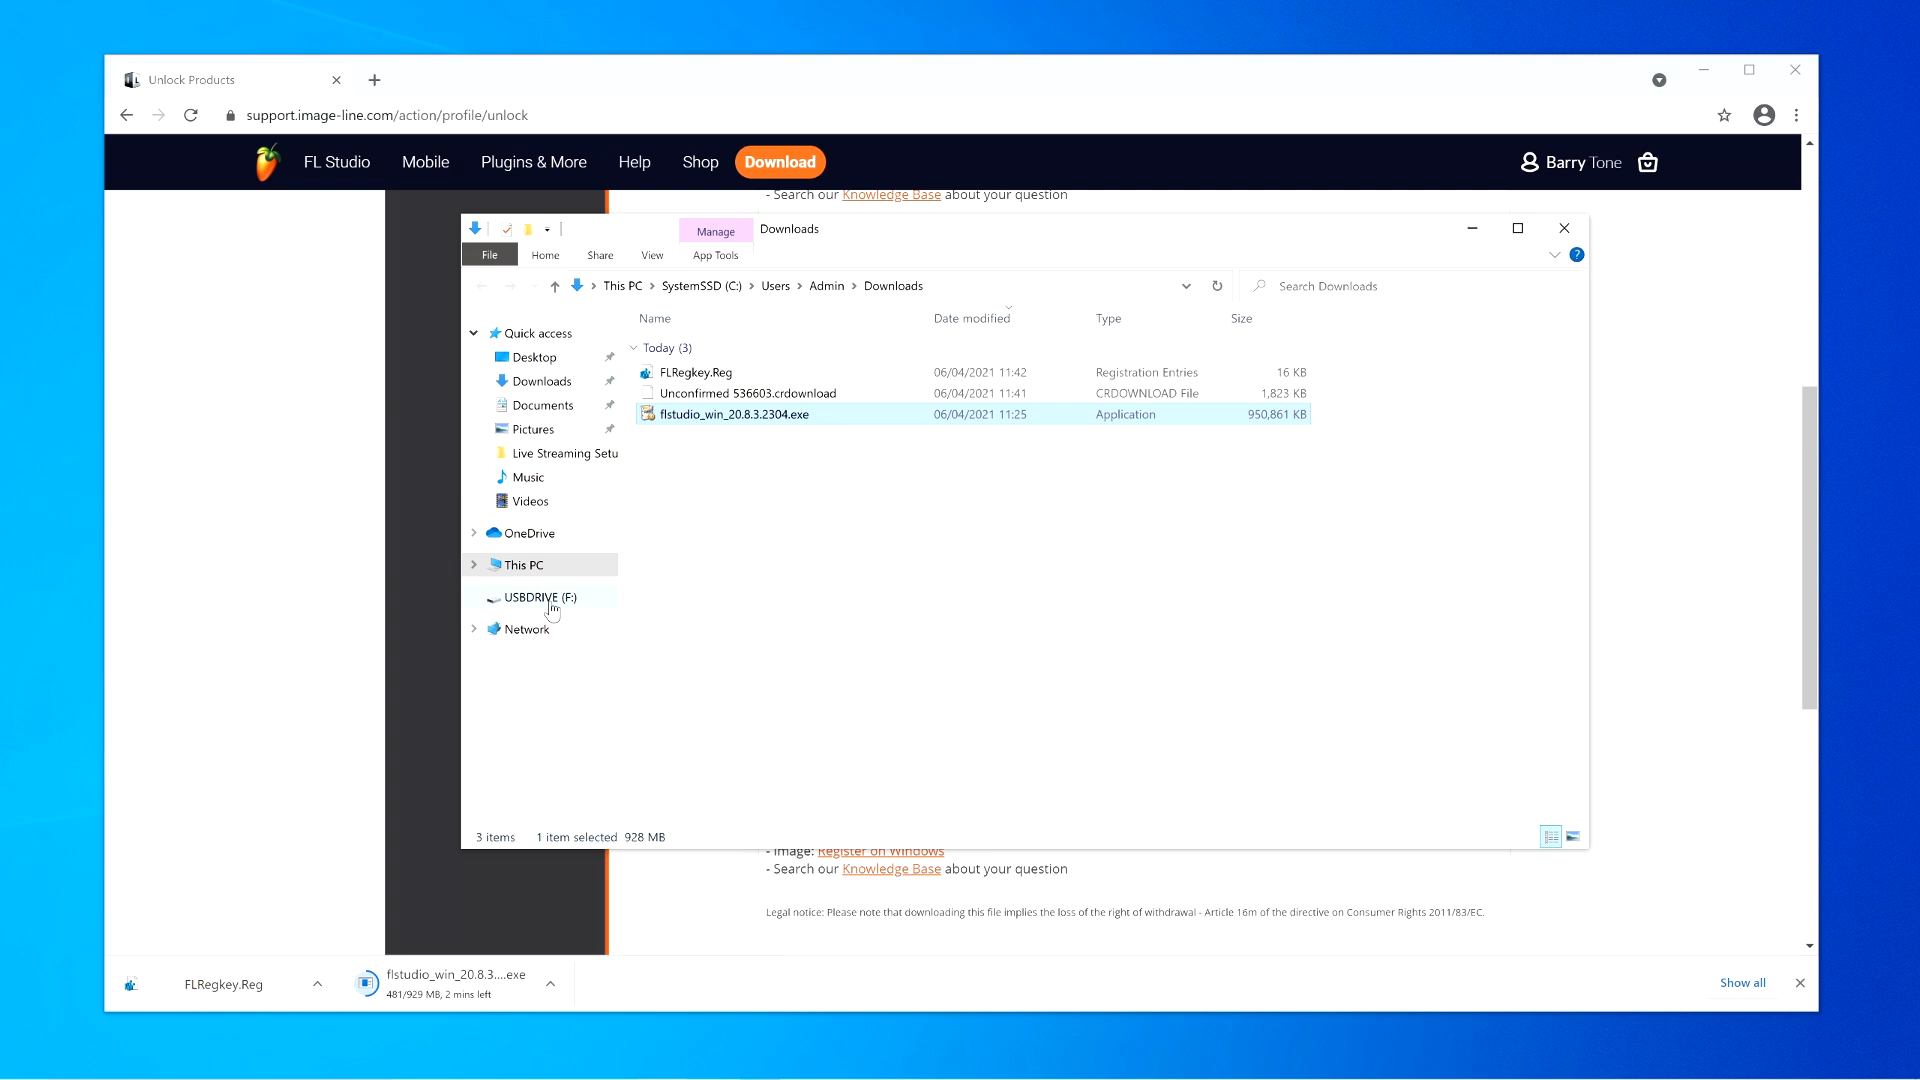 Unlock Products
support.image-line.com/action/profile/unlock
FL Studio Mobile Plugins & More Help Shop Download Barry Tone
- Search our Knowledge Base about your question
Manage Downloads
File Home Share View App Tools
This PC SystemSSD (C:) Users Admin Downloads Search Downloads
Name Date modified Type Size
Quick access
Desktop
Downloads
Documents
Pictures
Live Streaming Setu
Music
Videos
OneDrive
This PC
USBDRIVE (F:)
Network
Today (3)
FLRegkey.Reg 06/04/2021 11:42 Registration Entries 16 KB
Unconfirmed 536603.crdownload 06/04/2021 11:41 CRDOWNLOAD File 1,823 KB
flstudio_win_20.8.3.2304.exe 06/04/2021 11:25 Application 950,861 KB
3 items 1 item selected 928 MB
- Image: Register on Windows
- Search our Knowledge Base about your question
Legal notice: Please note that downloading this file implies the loss of the right of withdrawal - Article 16m of the directive on Consumer Rights 2011/83/EC.
FLRegkey.Reg
flstudio_win_20.8.3....exe
481/929 MB, 2 mins left
Show all